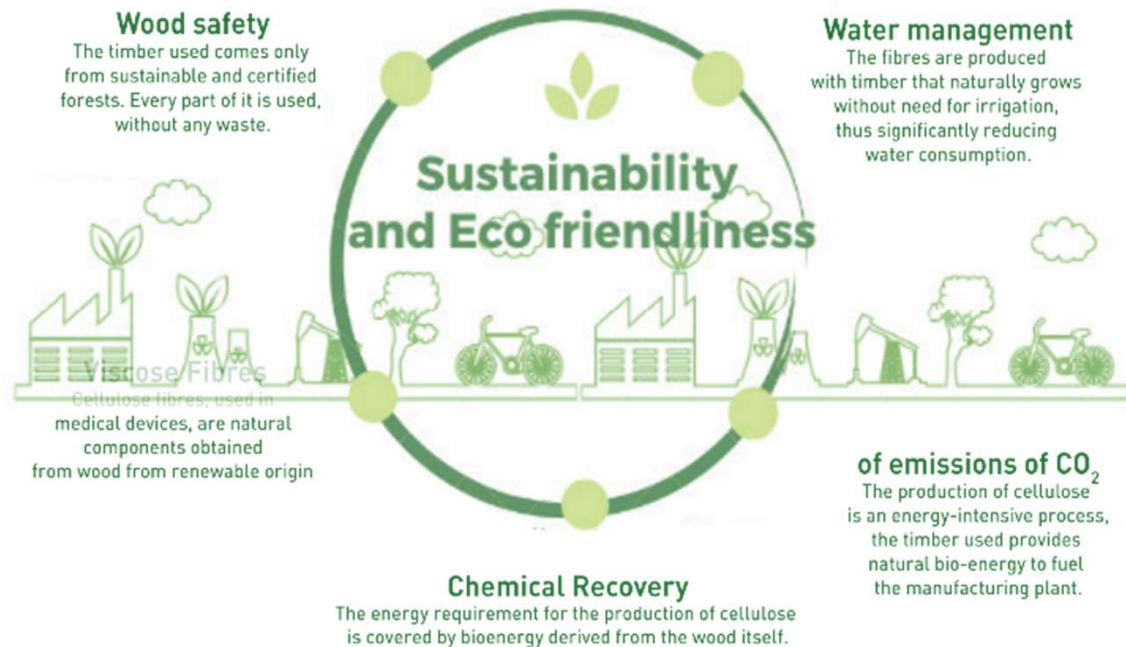 Wood safety
The timber used comes only
from sustainable and certified
forests. Every part of it is used,
without any waste.
Water management
The fibres are produced
with timber that naturally grows
without need for irrigation,
thus significantly reducing
water consumption.
Sustainability
and Eco friendliness
Viscose Fibres
Cellulose fibres, used in
medical devices, are natural
components obtained
from wood from renewable origin
of emissions of CO₂
The production of cellulose
is an energy-intensive process,
the timber used provides
natural bio-energy to fuel
the manufacturing plant.
Chemical Recovery
The energy requirement for the production of cellulose
is covered by bioenergy derived from the wood itself.